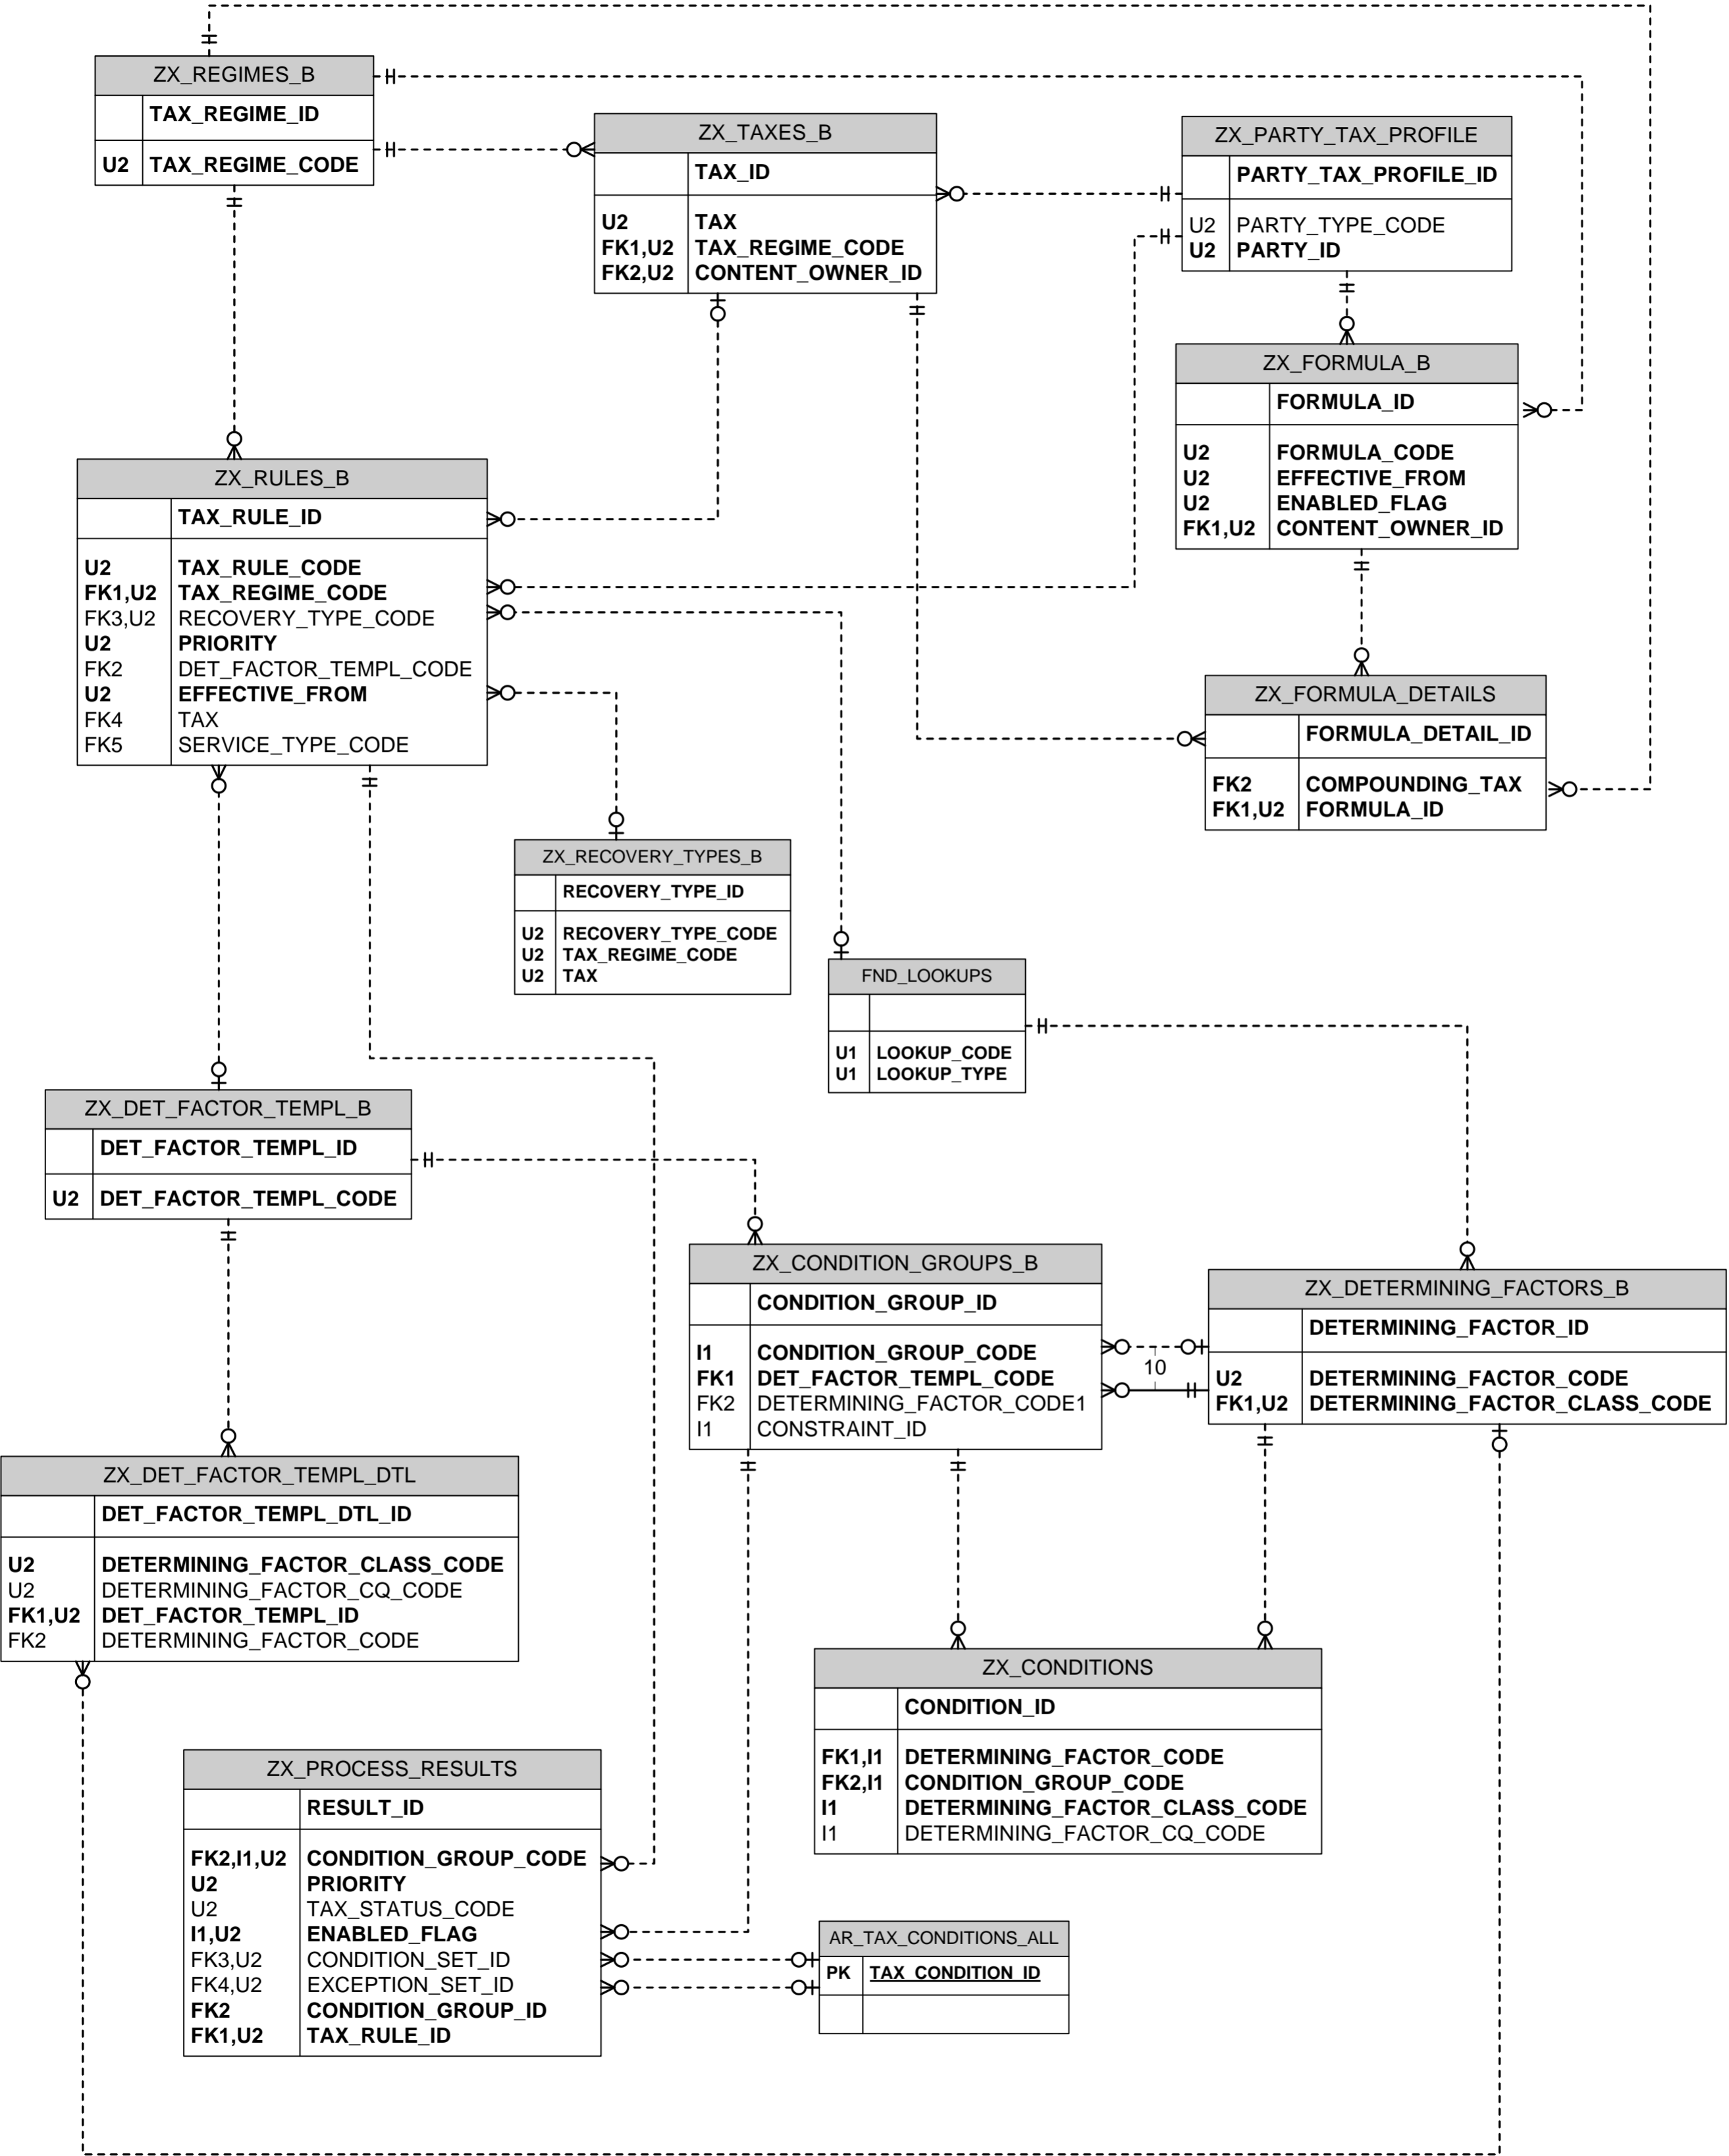 ZX_REGIMES_B
TAX_REGIME_ID
U2 TAX_REGIME_CODE
ZX_TAXES_B
TAX_ID
U2 TAX
FK1,U2 TAX_REGIME_CODE
FK2,U2 CONTENT_OWNER_ID
ZX_PARTY_TAX_PROFILE
PARTY_TAX_PROFILE_ID
U2 PARTY_TYPE_CODE
U2 PARTY_ID
ZX_FORMULA_B
FORMULA_ID
U2 FORMULA_CODE
U2 EFFECTIVE_FROM
U2 ENABLED_FLAG
FK1,U2 CONTENT_OWNER_ID
ZX_RULES_B
TAX_RULE_ID
U2 TAX_RULE_CODE
FK1,U2 TAX_REGIME_CODE
FK3,U2 RECOVERY_TYPE_CODE
U2 PRIORITY
FK2 DET_FACTOR_TEMPL_CODE
U2 EFFECTIVE_FROM
FK4 TAX
FK5 SERVICE_TYPE_CODE
ZX_FORMULA_DETAILS
FORMULA_DETAIL_ID
FK2 COMPOUNDING_TAX
FK1,U2 FORMULA_ID
ZX_RECOVERY_TYPES_B
RECOVERY_TYPE_ID
U2 RECOVERY_TYPE_CODE
U2 TAX_REGIME_CODE
U2 TAX
FND_LOOKUPS
U1 LOOKUP_CODE
U1 LOOKUP_TYPE
ZX_DET_FACTOR_TEMPL_B
DET_FACTOR_TEMPL_ID
U2 DET_FACTOR_TEMPL_CODE
ZX_CONDITION_GROUPS_B
CONDITION_GROUP_ID
I1 CONDITION_GROUP_CODE
FK1 DET_FACTOR_TEMPL_CODE
FK2 DETERMINING_FACTOR_CODE1
I1 CONSTRAINT_ID
10
ZX_DETERMINING_FACTORS_B
DETERMINING_FACTOR_ID
U2 DETERMINING_FACTOR_CODE
FK1,U2 DETERMINING_FACTOR_CLASS_CODE
ZX_DET_FACTOR_TEMPL_DTL
DET_FACTOR_TEMPL_DTL_ID
U2 DETERMINING_FACTOR_CLASS_CODE
U2 DETERMINING_FACTOR_CQ_CODE
FK1,U2 DET_FACTOR_TEMPL_ID
FK2 DETERMINING_FACTOR_CODE
ZX_CONDITIONS
CONDITION_ID
FK1,I1 DETERMINING_FACTOR_CODE
FK2,I1 CONDITION_GROUP_CODE
I1 DETERMINING_FACTOR_CLASS_CODE
I1 DETERMINING_FACTOR_CQ_CODE
ZX_PROCESS_RESULTS
RESULT_ID
FK2,I1,U2 CONDITION_GROUP_CODE
U2 PRIORITY
U2 TAX_STATUS_CODE
I1,U2 ENABLED_FLAG
FK3,U2 CONDITION_SET_ID
FK4,U2 EXCEPTION_SET_ID
FK2 CONDITION_GROUP_ID
FK1,U2 TAX_RULE_ID
AR_TAX_CONDITIONS_ALL
PK TAX_CONDITION_ID